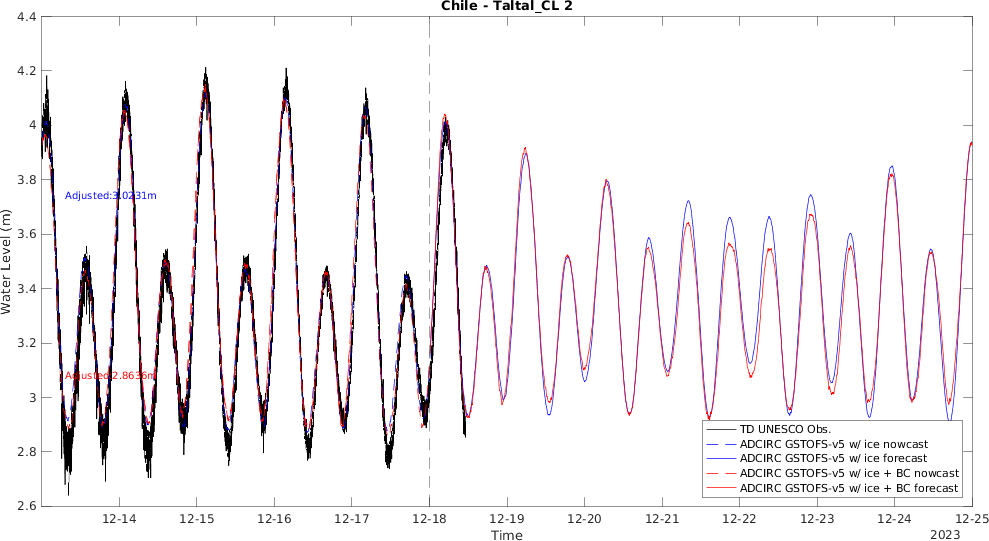 Chile - Taltal_CL 2
4.4
4.2
4
3.8
3.6
3.4
3.2
3
2.8
2.6
Water Level (m)
Adjusted:3.0231m
Adjusted:2.8636m
TD UNESCO Obs.
ADCIRC GSTOFS-v5 w/ ice nowcast
ADCIRC GSTOFS-v5 w/ ice forecast
ADCIRC GSTOFS-v5 w/ ice + BC nowcast
ADCIRC GSTOFS-v5 w/ ice + BC forecast
12-14 12-15 12-16 12-17 12-18 12-19 12-20 12-21 12-22 12-23 12-24 12-25
Time
2023